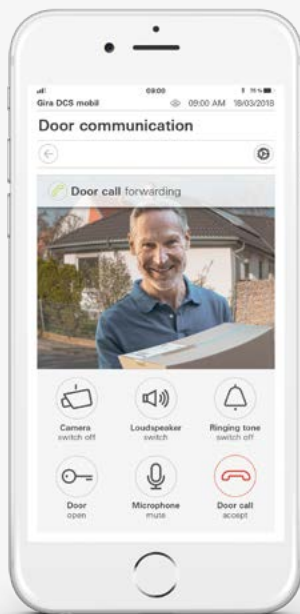 09:00
76 %
Gira DCS mobil
09:00 AM 18/03/2018
Door communication
Door call forwarding
Camera
switch off
Loudspeaker
switch
Ringing tone
switch off
Door
open
Microphone
mute
Door call
accept